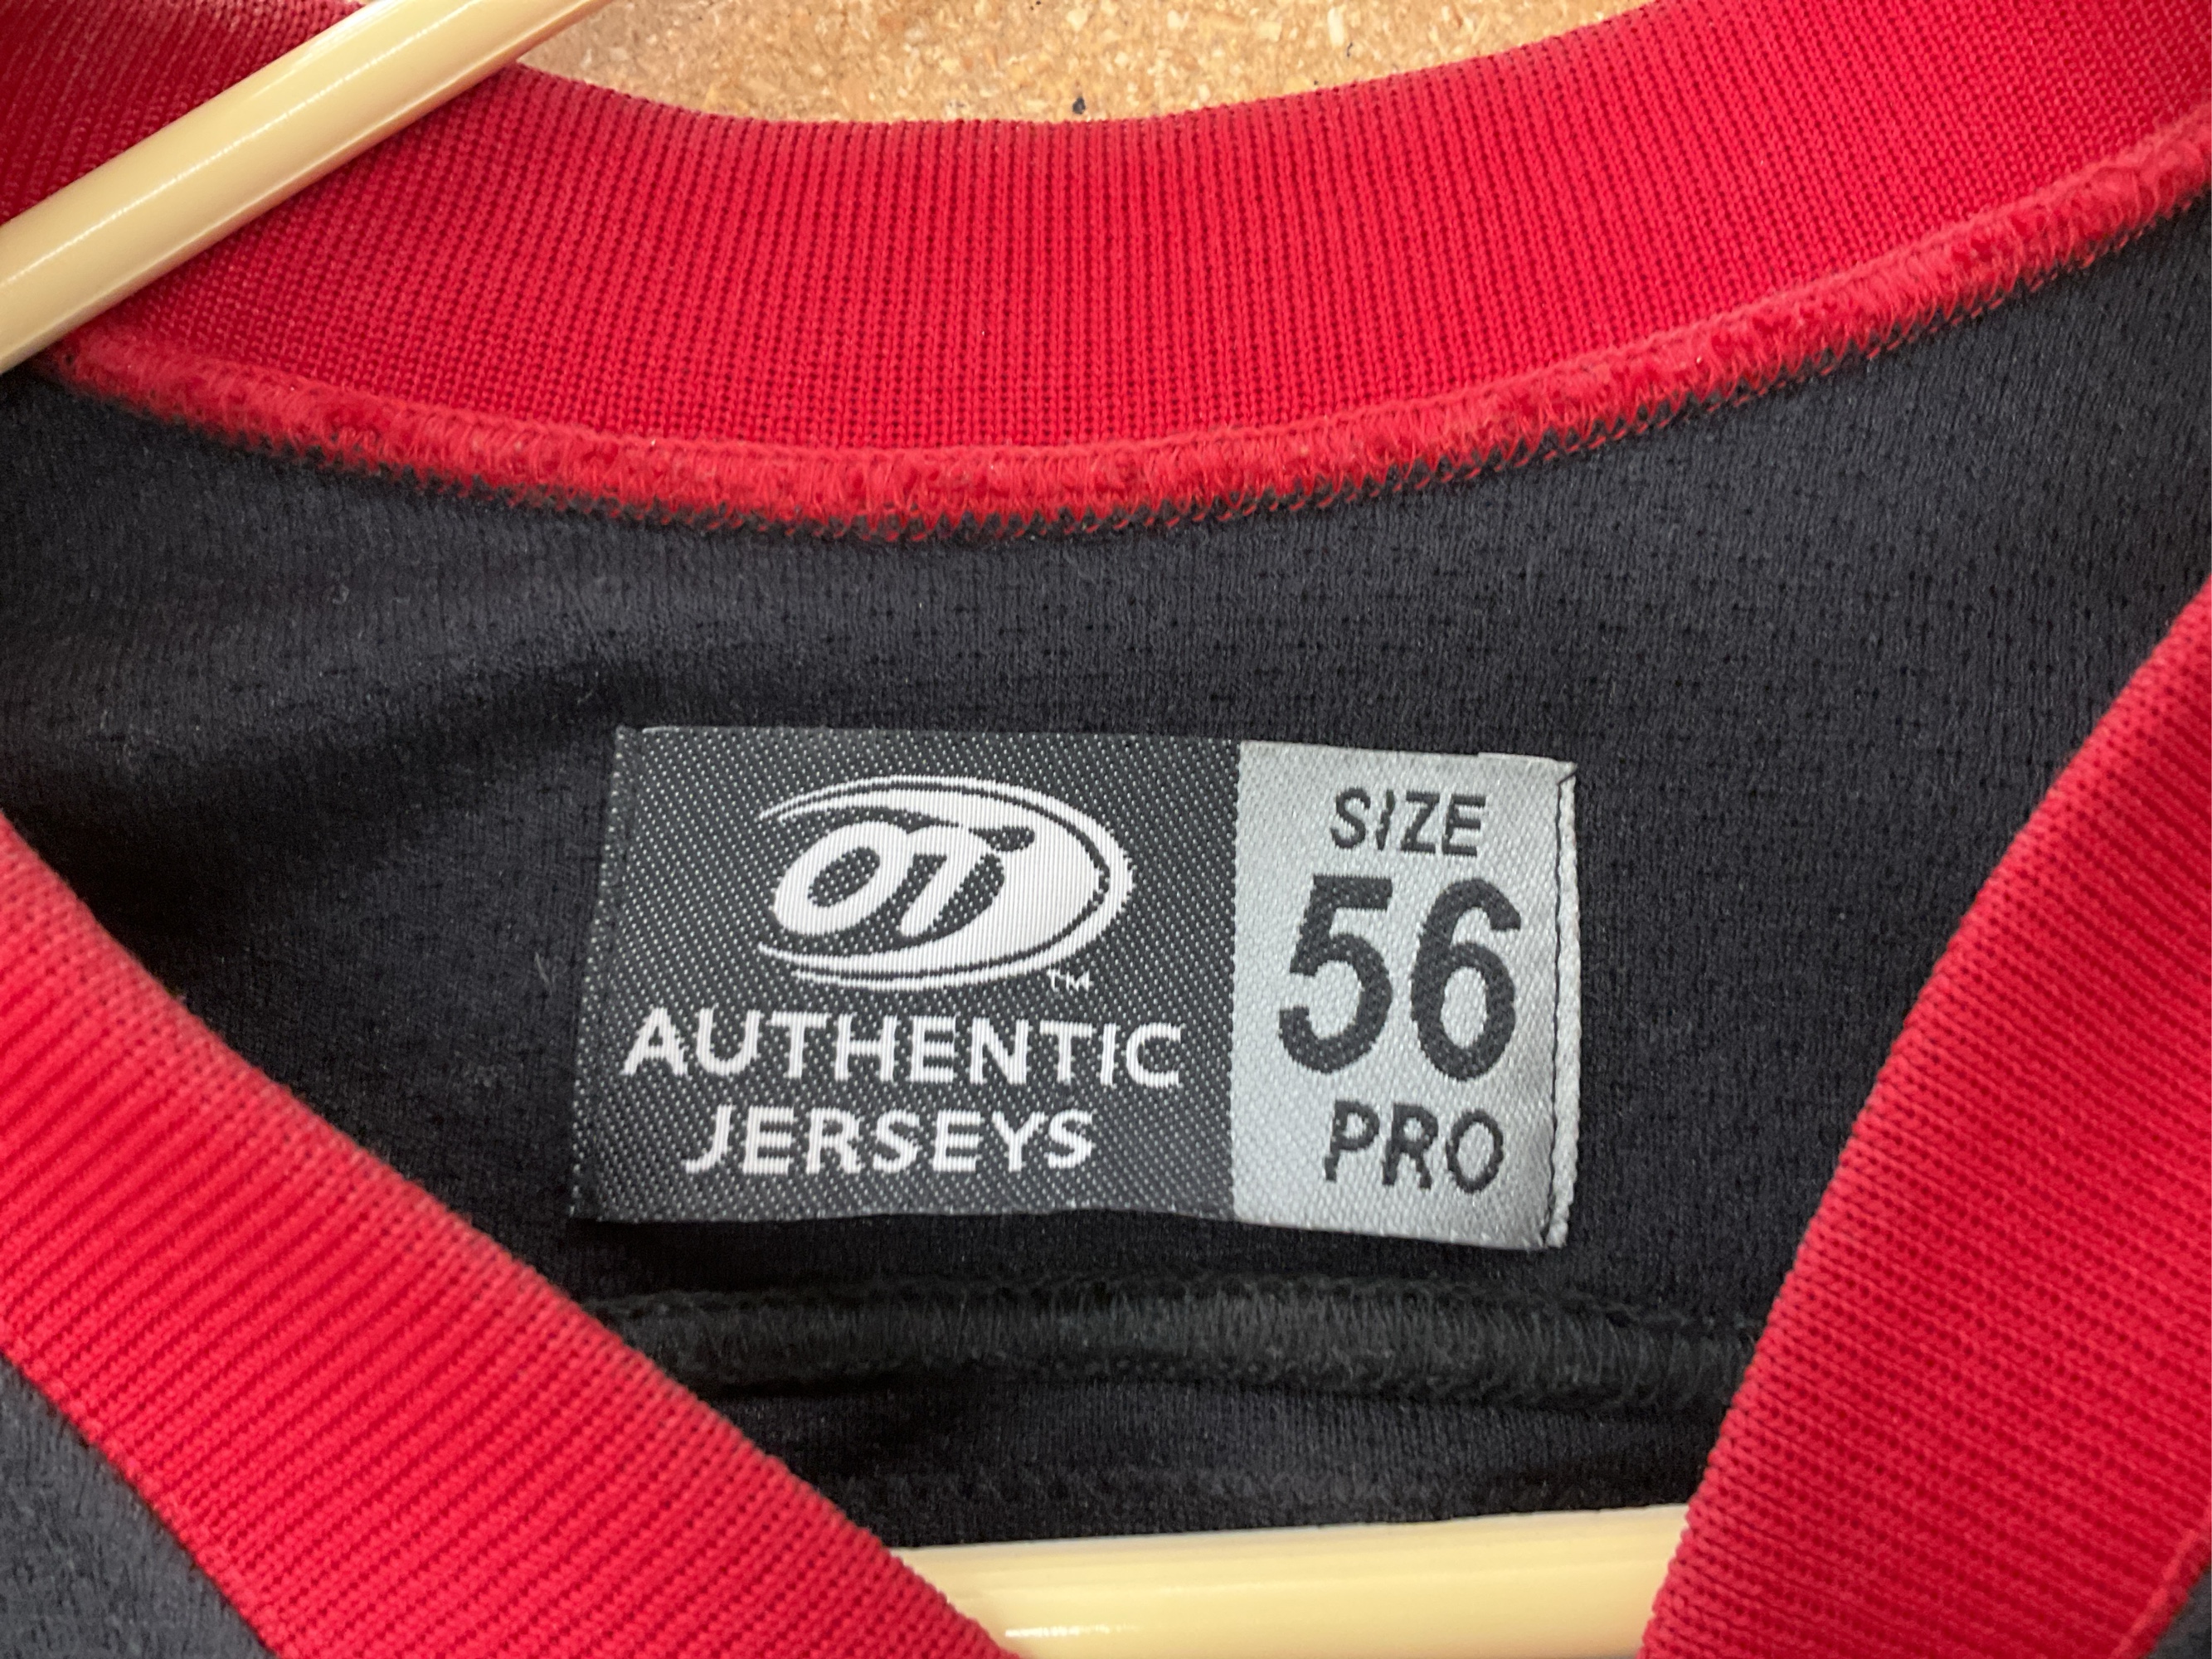 OT
TM
AUTHENTIC
JERSEYS
SIZE
56
PRO